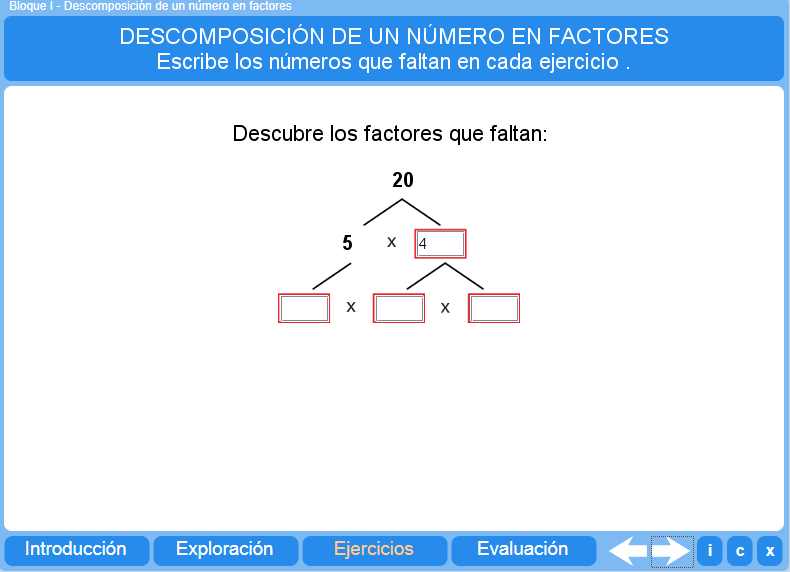 Bloque I - Descomposición de un número en factores
DESCOMPOSICIÓN DE UN NÚMERO EN FACTORES
Escribe los números que faltan en cada ejercicio .
Descubre los factores que faltan:
20
5 x 4
x x
Introducción Exploración Ejercicios Evaluación i c x